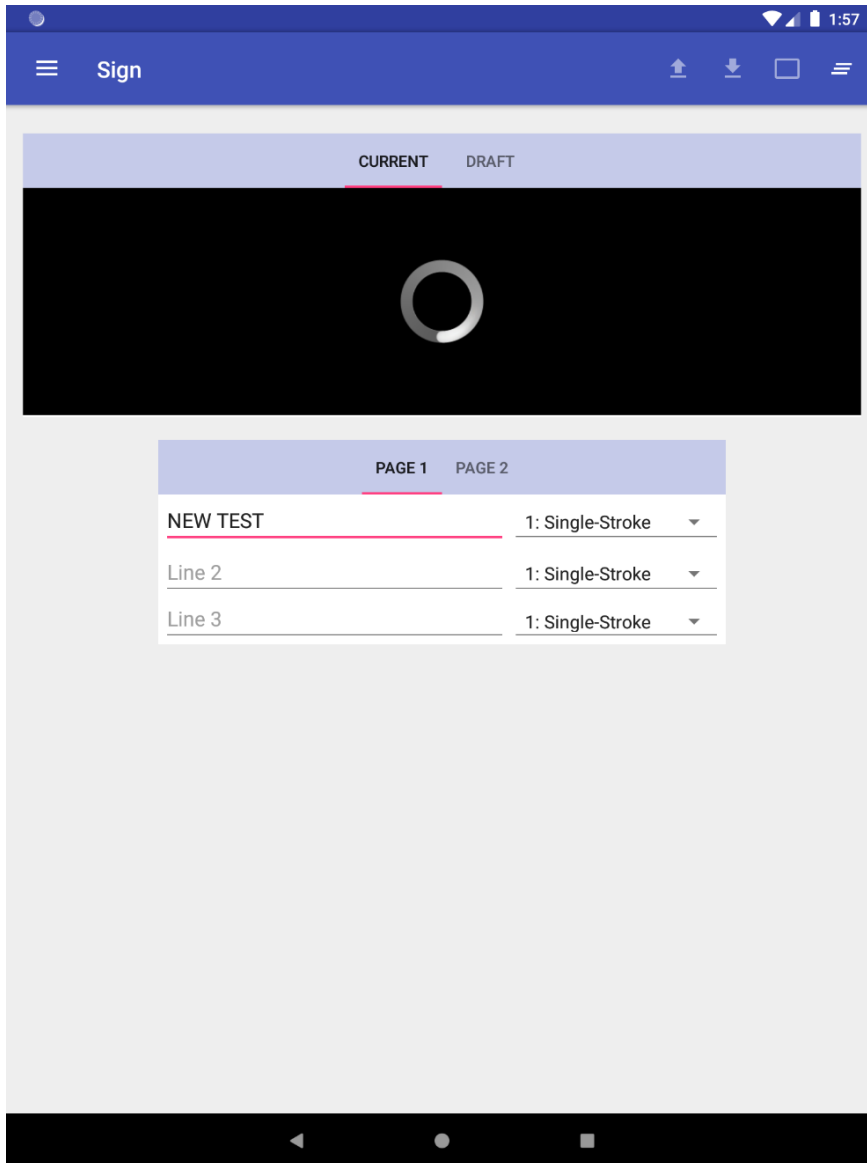 1:57
Sign
CURRENT DRAFT
PAGE 1 PAGE 2
NEW TEST 1: Single-Stroke
Line 2 1: Single-Stroke
Line 3 1: Single-Stroke